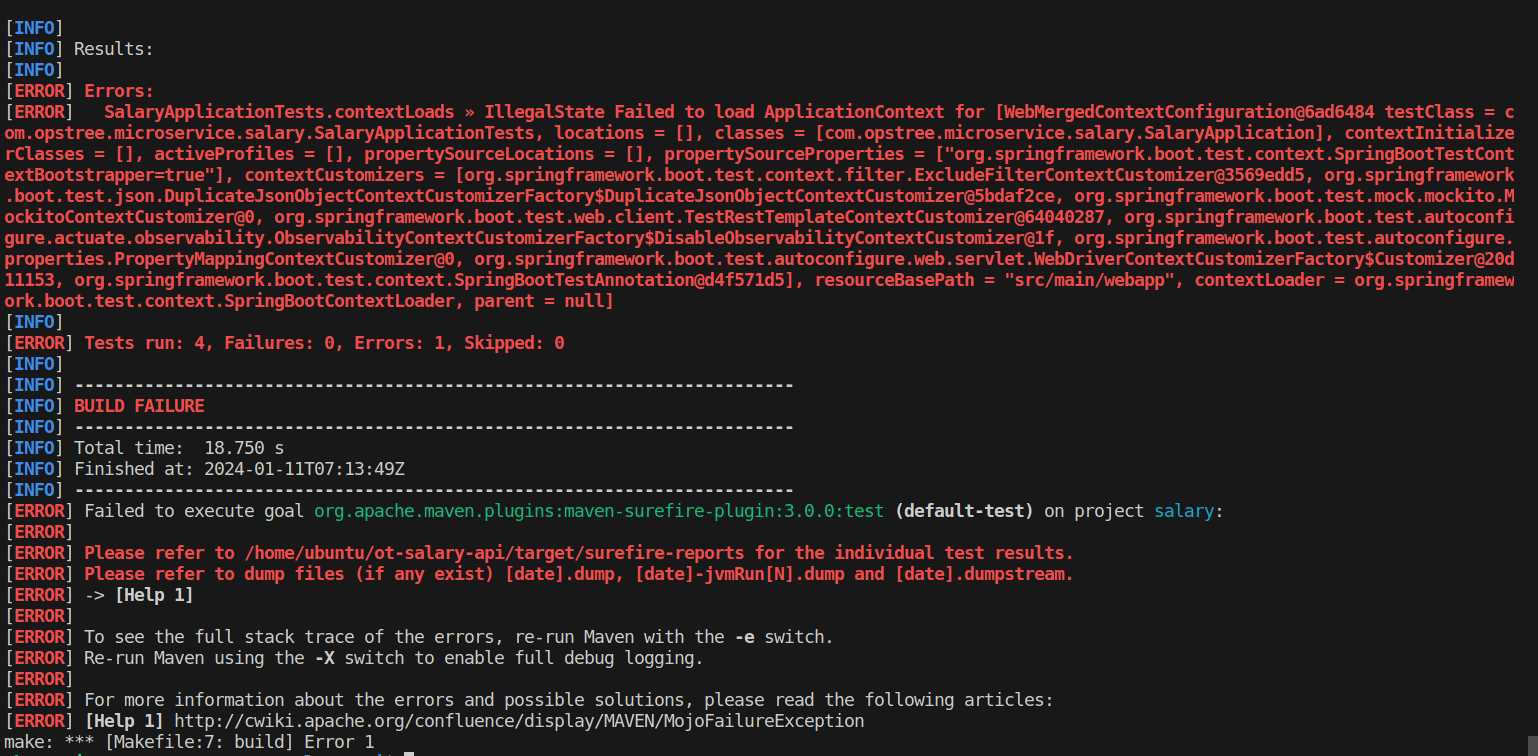 [INFO]
[INFO] Results:
[INFO]
[ERROR] Errors:
[ERROR]   SalaryApplicationTests.contextLoads » IllegalState Failed to load ApplicationContext for [WebMergedContextConfiguration@6ad6484 testClass = c
om.opstree.microservice.salary.SalaryApplicationTests, locations = [], classes = [com.opstree.microservice.salary.SalaryApplication], contextInitialize
rClasses = [], activeProfiles = [], propertySourceLocations = [], propertySourceProperties = ["org.springframework.boot.test.context.SpringBootTestCont
extBootstrapper=true"], contextCustomizers = [org.springframework.boot.test.context.filter.ExcludeFilterContextCustomizer@3569edd5, org.springframework
.boot.test.json.DuplicateJsonObjectContextCustomizerFactory$DuplicateJsonObjectContextCustomizer@5bdaf2ce, org.springframework.boot.test.mock.mockito.M
ockitoContextCustomizer@0, org.springframework.boot.test.web.client.TestRestTemplateContextCustomizer@64040287, org.springframework.boot.test.autoconfi
gure.actuate.observability.ObservabilityContextCustomizerFactory$DisableObservabilityContextCustomizer@1f, org.springframework.boot.test.autoconfigure.
properties.PropertyMappingContextCustomizer@0, org.springframework.boot.test.autoconfigure.web.servlet.WebDriverContextCustomizerFactory$Customizer@20d
11153, org.springframework.boot.test.context.SpringBootTestAnnotation@d4f571d5], resourceBasePath = "src/main/webapp", contextLoader = org.springframew
ork.boot.test.context.SpringBootContextLoader, parent = null]
[INFO]
[ERROR] Tests run: 4, Failures: 0, Errors: 1, Skipped: 0
[INFO]
[INFO] ------------------------------------------------------------------------
[INFO] BUILD FAILURE
[INFO] ------------------------------------------------------------------------
[INFO] Total time:  18.750 s
[INFO] Finished at: 2024-01-11T07:13:49Z
[INFO] ------------------------------------------------------------------------
[ERROR] Failed to execute goal org.apache.maven.plugins:maven-surefire-plugin:3.0.0:test (default-test) on project salary:
[ERROR]
[ERROR] Please refer to /home/ubuntu/ot-salary-api/target/surefire-reports for the individual test results.
[ERROR] Please refer to dump files (if any exist) [date].dump, [date]-jvmRun[N].dump and [date].dumpstream.
[ERROR] -> [Help 1]
[ERROR]
[ERROR] To see the full stack trace of the errors, re-run Maven with the -e switch.
[ERROR] Re-run Maven using the -X switch to enable full debug logging.
[ERROR]
[ERROR] For more information about the errors and possible solutions, please read the following articles:
[ERROR] [Help 1] http://cwiki.apache.org/confluence/display/MAVEN/MojoFailureException
make: *** [Makefile:7: build] Error 1